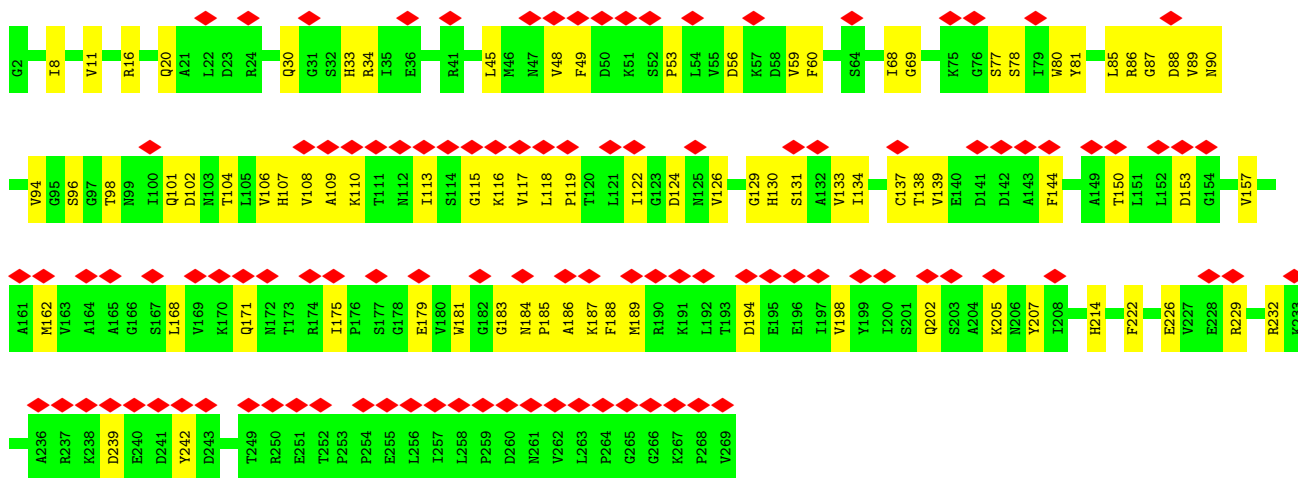 G2 I8 V11 R16 Q20 A21 L22 D23 R24 Q30 G31 S32 H33 R34 I35 E36 R41 L45 M46 N47 V48 F49 D50 K51 S52 P53 L54 V55 D56 K57 D58 V59 F60 S64 I68 G69 K75 G76 S77 S78 I79 W80 Y81 L85 R86 G87 D88 V89 N90
V94 G95 S96 G97 T98 N99 I100 Q101 D102 N103 T104 L105 V106 H107 V108 A109 K110 T111 N112 I113 S114 G115 K116 V117 L118 P119 T120 L121 I122 G123 D124 N125 V126 G129 H130 S131 A132 V133 I134 C137 T138 V139 E140 D141 D142 A143 F144 A149 T150 L151 L152 D153 G154 V157
A161 M162 V163 A164 A165 G166 S167 L168 V169 K170 Q171 N172 T173 R174 I175 P176 S177 G178 E179 V180 W181 G182 G183 N184 P185 A186 K187 F188 M189 R190 K191 L192 T193 D194 E195 E196 I197 V198 Y199 I200 S201 Q202 S203 A204 K205 N206 Y207 I208 H214 F222 E226 V227 E228 R229 R232 K233
A236 R237 K238 D239 E240 D241 Y242 D243 T249 R250 E251 T252 P253 P254 E255 L256 I257 L258 P259 D260 N261 V262 L263 P264 G265 G266 K267 P268 V269